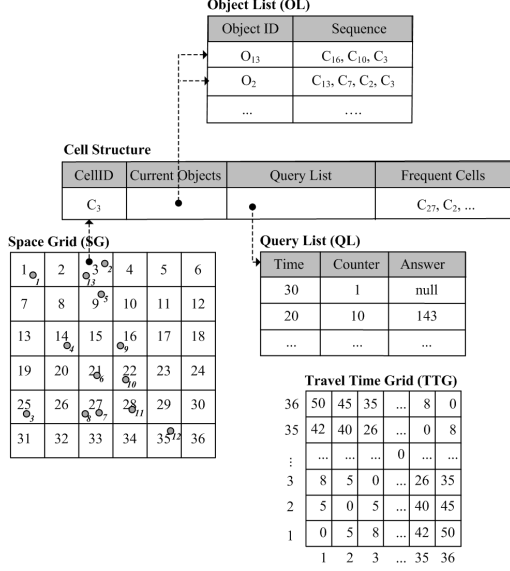 Object List (OL)
Object ID Sequence
O13 C16, C10, C3
O2 C13, C7, C2, C3
... ....
Cell Structure
CellID Current Objects Query List Frequent Cells
C3 C27, C2, ...
Space Grid (SG)
1 1 2 3 13 2 4 5 6
7 8 9 5 10 11 12
13 14 4 15 16 9 17 18
19 20 21 6 22 10 23 24
25 3 26 27 8 7 28 11 29 30
31 32 33 34 35 12 36
Query List (QL)
Time Counter Answer
30 1 null
20 10 143
... ... ...
Travel Time Grid (TTG)
36 50 45 35 ... 8 0
35 42 40 26 ... 0 8
... ... ... ... 0 ... ...
3 8 5 0 ... 26 35
2 5 0 5 ... 40 45
1 0 5 8 ... 42 50
1 2 3 ... 35 36